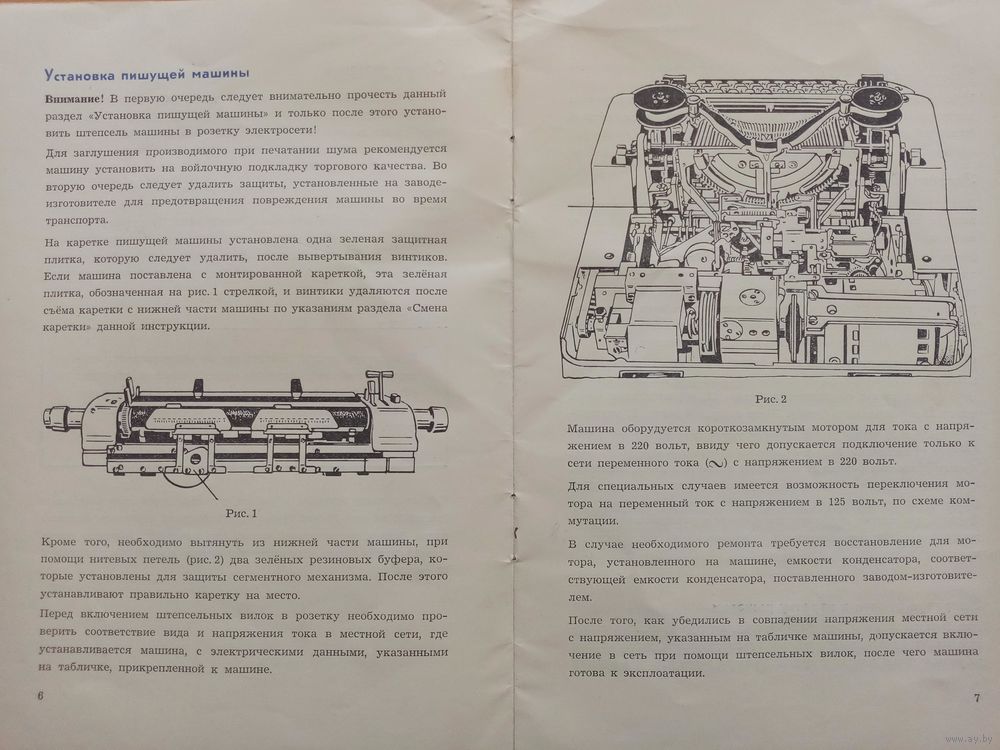 Установка пишущей машины
Внимание! В первую очередь следует внимательно прочесть данный
раздел «Установка пишущей машины» и только после этого устано-
вить штепсель машины в розетку электросети!
Для заглушения производимого при печатании шума рекомендуется
машину установить на войлочную подкладку торгового качества. Во
вторую очередь следует удалить защиты, установленные на заводе-
изготовителе для предотвращения повреждения машины во время
транспорта.
На каретке пишущей машины установлена одна зеленая защитная
плитка, которую следует удалить, после вывертывания винтиков.
Если машина поставлена с монтированной кареткой, эта зелёная
плитка, обозначенная на рис. 1 стрелкой, и винтики удаляются после
съёма каретки с нижней части машины по указаниям раздела «Смена
каретки» данной инструкции.
Рис. 1
Кроме того, необходимо вытянуть из нижней части машины, при
помощи нитевых петель (рис. 2) два зелёных резиновых буфера, ко-
торые установлены для защиты сегментного механизма. После этого
устанавливают правильно каретку на место.
Перед включением штепсельных вилок в розетку необходимо про-
верить соответствие вида и напряжения тока в местной сети, где
устанавливается машина, с электрическими данными, указанными
на табличке, прикрепленной к машине.
6
Рис. 2
Машина оборудуется короткозамкнутым мотором для тока с напря-
жением в 220 вольт, ввиду чего допускается подключение только к
сети переменного тока (∿) с напряжением в 220 вольт.
Для специальных случаев имеется возможность переключения мо-
тора на переменный ток с напряжением в 125 вольт, по схеме ком-
мутации.
В случае необходимого ремонта требуется восстановление для мо-
тора, установленного на машине, емкости конденсатора, соответ-
ствующей емкости конденсатора, поставленного заводом-изготовите-
лем.
После того, как убедились в совпадении напряжения местной сети
с напряжением, указанным на табличке машины, допускается вклю-
чение в сеть при помощи штепсельных вилок, после чего машина
готова к эксплоатации.
7
www.ay.by